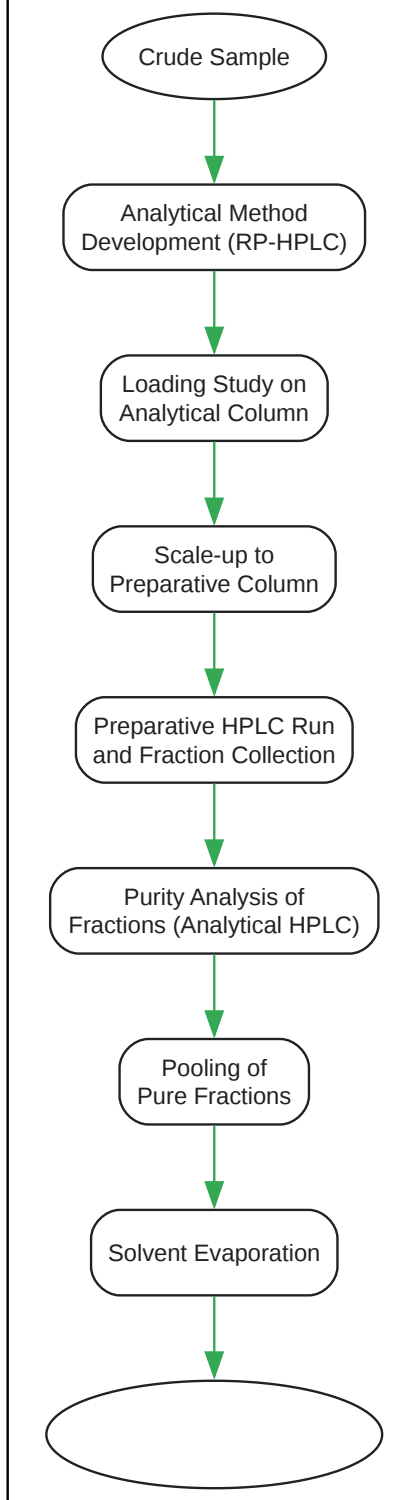 Crude Sample
Analytical Method
Development (RP-HPLC)
Loading Study on
Analytical Column
Scale-up to
Preparative Column
Preparative HPLC Run
and Fraction Collection
Purity Analysis of
Fractions (Analytical HPLC)
Pooling of
Pure Fractions
Solvent Evaporation